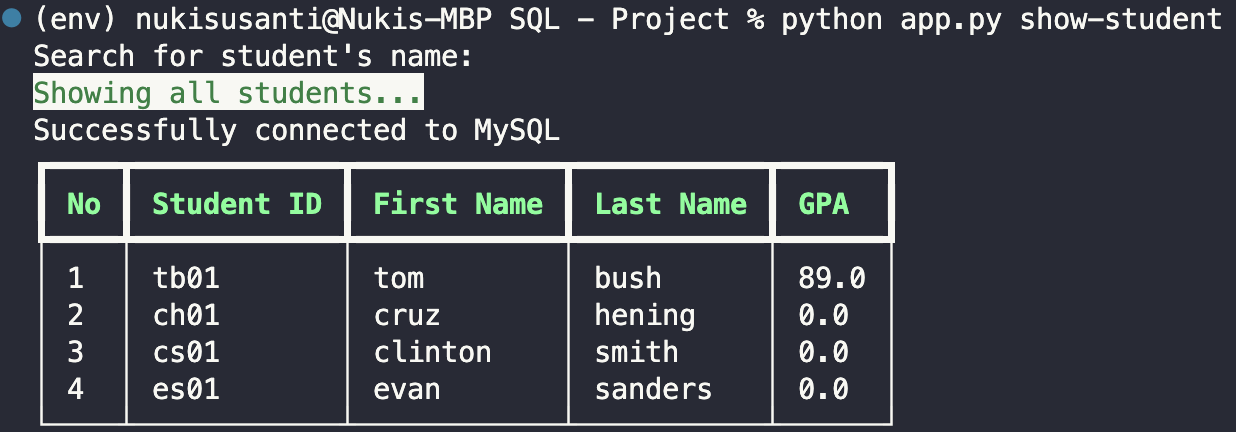 (env) nukisusanti@Nukis-MBP SQL - Project % python app.py show-student
Search for student's name:
Showing all students...
Successfully connected to MySQL
No Student ID First Name Last Name GPA
1 tb01 tom bush 89.0
2 ch01 cruz hening 0.0
3 cs01 clinton smith 0.0
4 es01 evan sanders 0.0